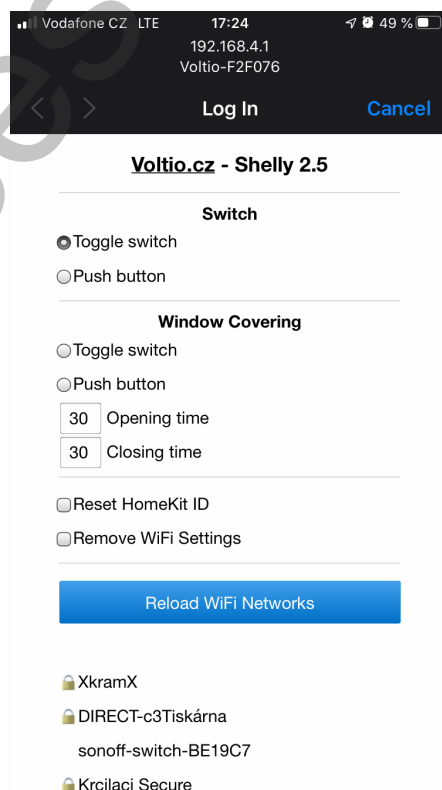 Vodafone CZ LTE 17:24 49 %
192.168.4.1
Voltio-F2F076
Log In Cancel
Voltio.cz - Shelly 2.5
Switch
Toggle switch
Push button
Window Covering
Toggle switch
Push button
30 Opening time
30 Closing time
Reset HomeKit ID
Remove WiFi Settings
Reload WiFi Networks
XkramX
DIRECT-c3Tiskárna
sonoff-switch-BE19C7
Krcilaci Secure